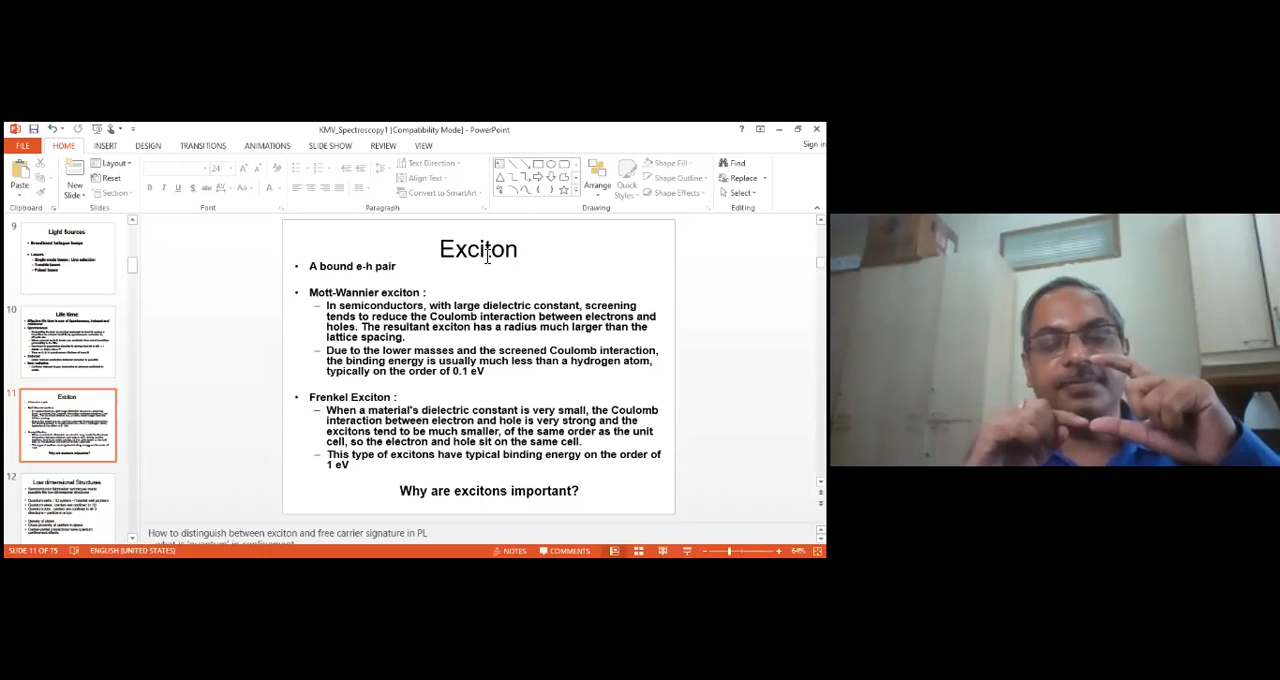 KMV_Spectroscopy1 [Compatibility Mode] - PowerPoint
Sign in
FILE HOME INSERT DESIGN TRANSITIONS ANIMATIONS SLIDE SHOW REVIEW VIEW
Paste
New Slide
Layout
Reset
Section
24
B I U S abc AV Aa A
Text Direction
Align Text
Convert to SmartArt
Arrange
Quick Styles
Shape Fill
Shape Outline
Shape Effects
Find
Replace
Select
Clipboard Slides Font Paragraph Drawing Editing
9
Light Sources
10
Life time
11
Exciton
12
Low dimensional Structures
Exciton
• A bound e-h pair
• Mott-Wannier exciton :
– In semiconductors, with large dielectric constant, screening
tends to reduce the Coulomb interaction between electrons and
holes. The resultant exciton has a radius much larger than the
lattice spacing.
– Due to the lower masses and the screened Coulomb interaction,
the binding energy is usually much less than a hydrogen atom,
typically on the order of 0.1 eV
• Frenkel Exciton :
– When a material's dielectric constant is very small, the Coulomb
interaction between electron and hole is very strong and the
excitons tend to be much smaller, of the same order as the unit
cell, so the electron and hole sit on the same cell.
– This type of excitons have typical binding energy on the order of
1 eV
Why are excitons important?
How to distinguish between exciton and free carrier signature in PL
SLIDE 11 OF 75 ENGLISH (UNITED STATES) NOTES COMMENTS 64%